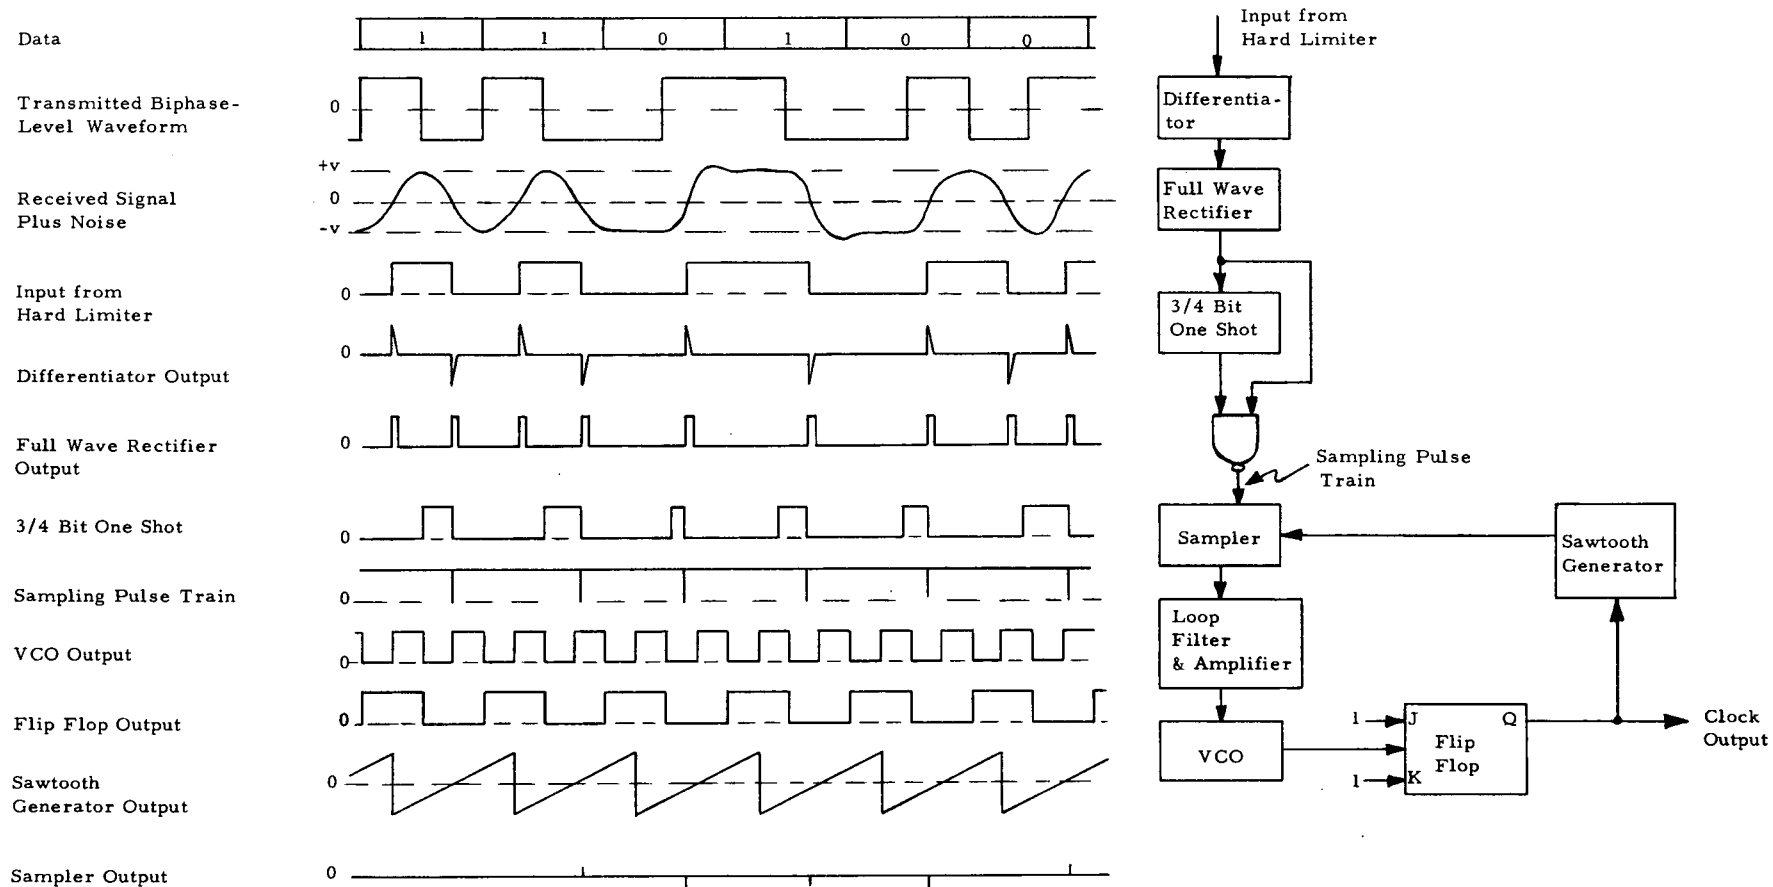 Data
1 1 0 1 0 0
Transmitted Biphase-
Level Waveform
0
Received Signal
Plus Noise
+v
0
-v
Input from
Hard Limiter
0
Differentiator Output
0
Full Wave Rectifier
Output
0
3/4 Bit One Shot
0
Sampling Pulse Train
0
VCO Output
0
Flip Flop Output
0
Sawtooth
Generator Output
0
Sampler Output
0
Input from
Hard Limiter
Differentia-
tor
Full Wave
Rectifier
3/4 Bit
One Shot
Sampling Pulse
Train
Sampler
Sawtooth
Generator
Loop
Filter
& Amplifier
VCO
1
J
Q
Flip
Flop
1
K
Clock
Output